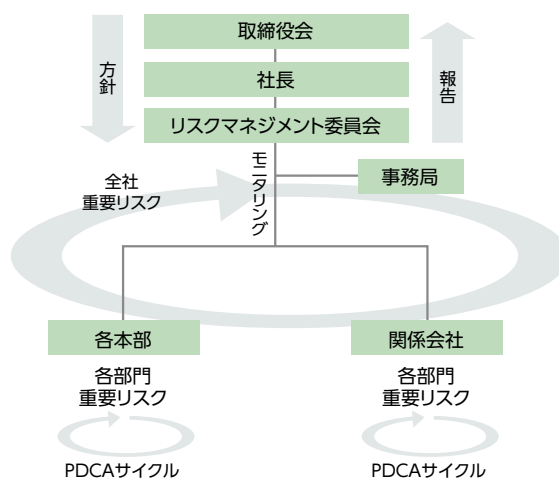 取締役会
方針
社長
報告
リスクマネジメント委員会
モニタリング
事務局
全社
重要リスク
各本部
関係会社
各部門
重要リスク
各部門
重要リスク
PDCAサイクル
PDCAサイクル